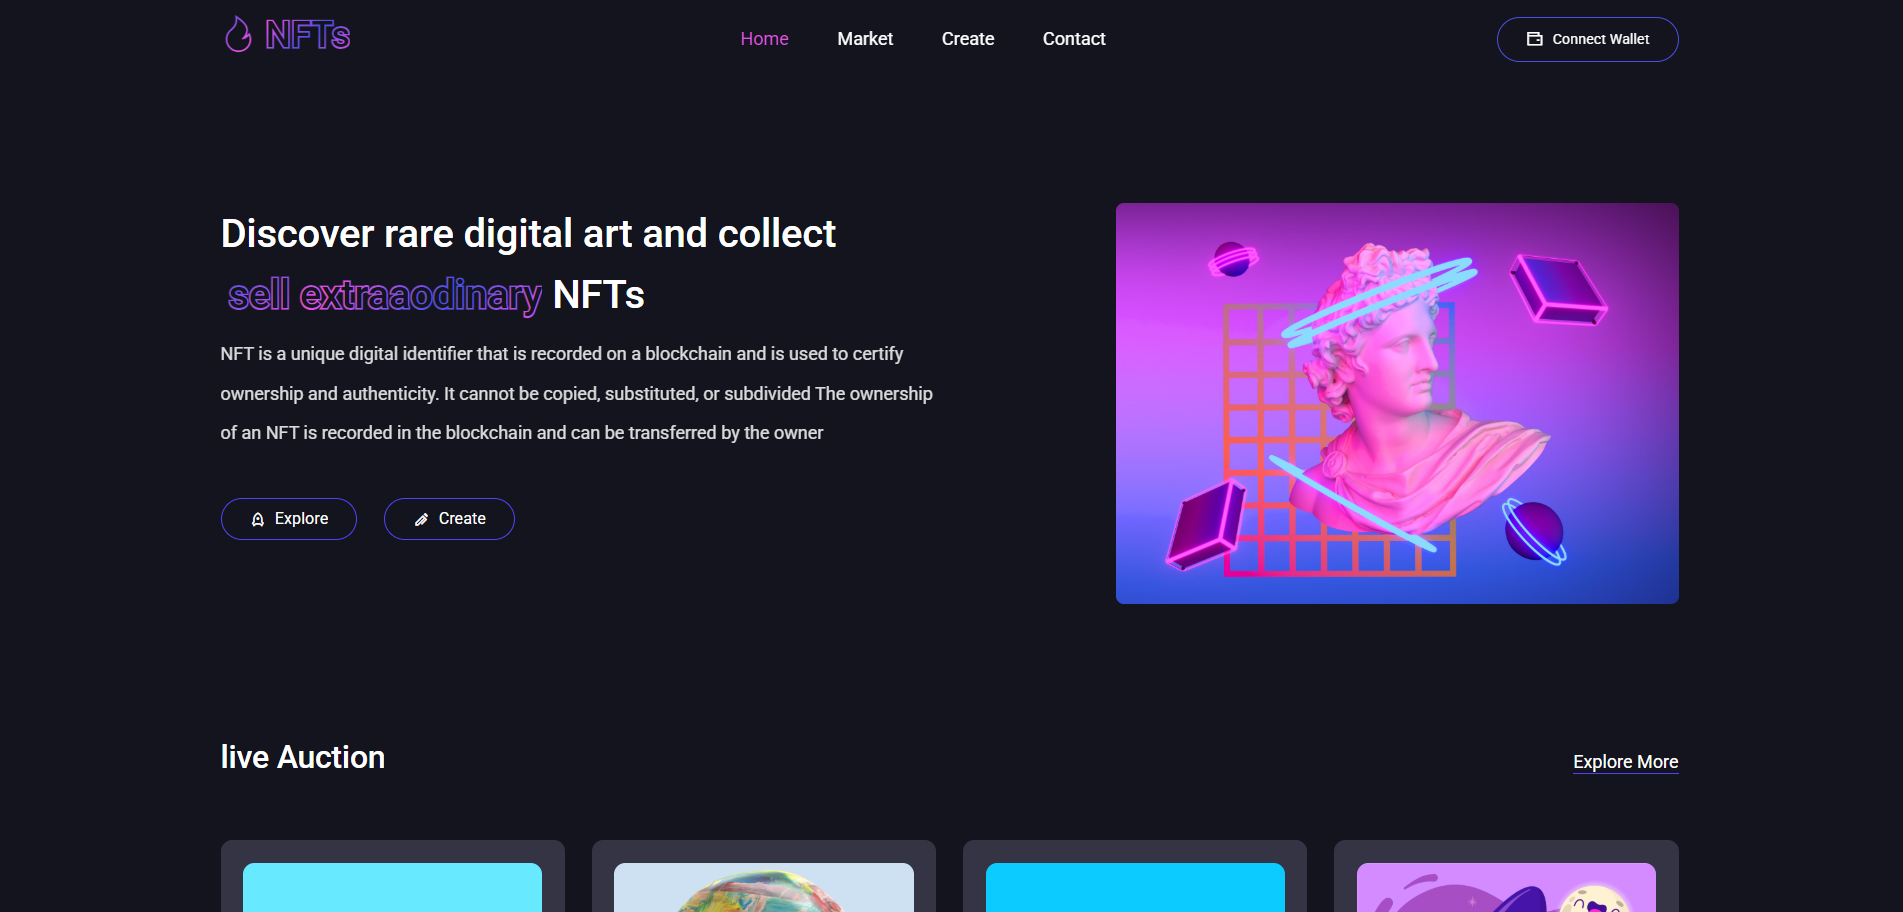 NFTs
Home
Market
Create
Contact
Connect Wallet
Discover rare digital art and collect
sell extraaodinary NFTs
NFT is a unique digital identifier that is recorded on a blockchain and is used to certify
ownership and authenticity. It cannot be copied, substituted, or subdivided The ownership
of an NFT is recorded in the blockchain and can be transferred by the owner
Explore
Create
live Auction
Explore More